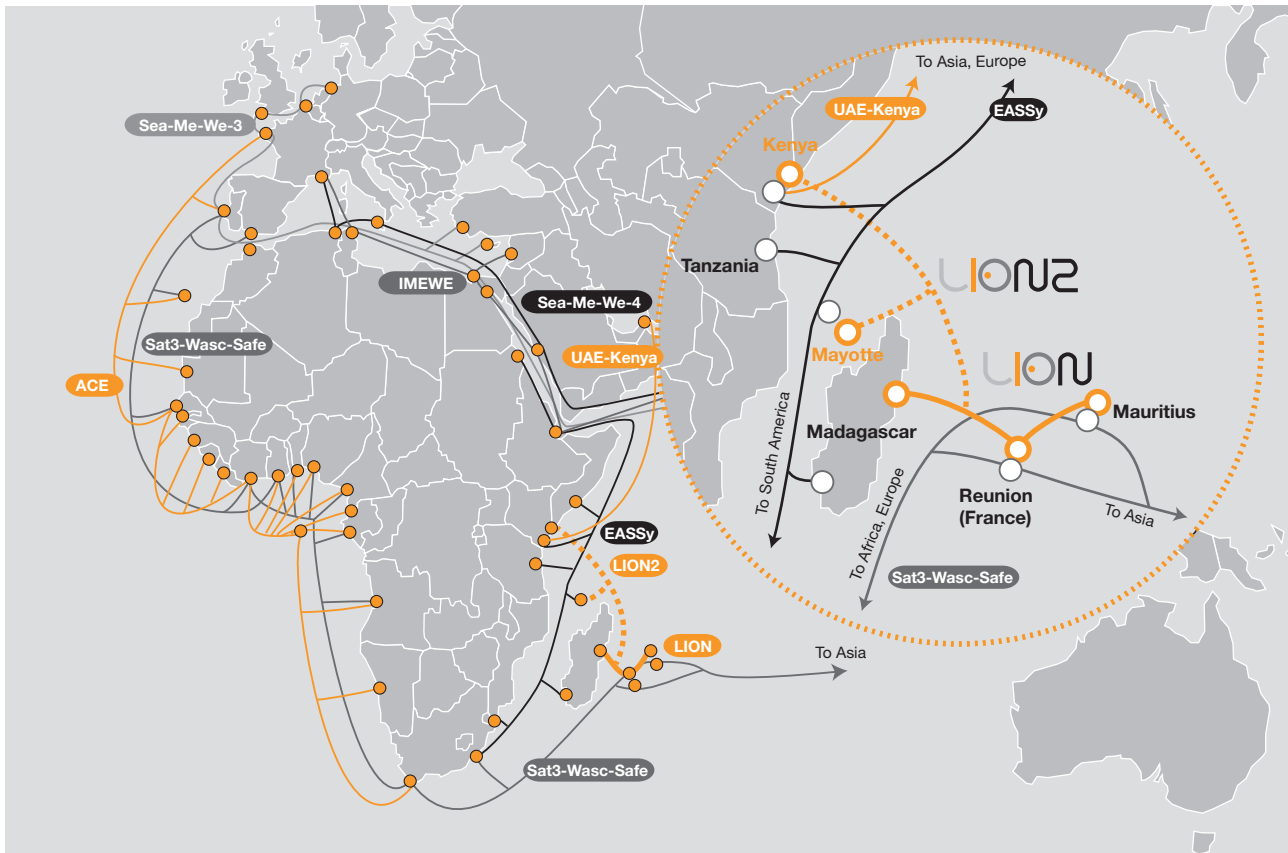 Sea-Me-We-3
IMEWE
Sea-Me-We-4
UAE-Kenya
Sat3-Wasc-Safe
ACE
EASSy
LION2
LION
To Asia
Sat3-Wasc-Safe
To Asia, Europe
UAE-Kenya
EASSy
Kenya
Tanzania
LION2
Mayotte
LION
Mauritius
Madagascar
To South America
Reunion
(France)
To Asia
To Africa, Europe
Sat3-Wasc-Safe